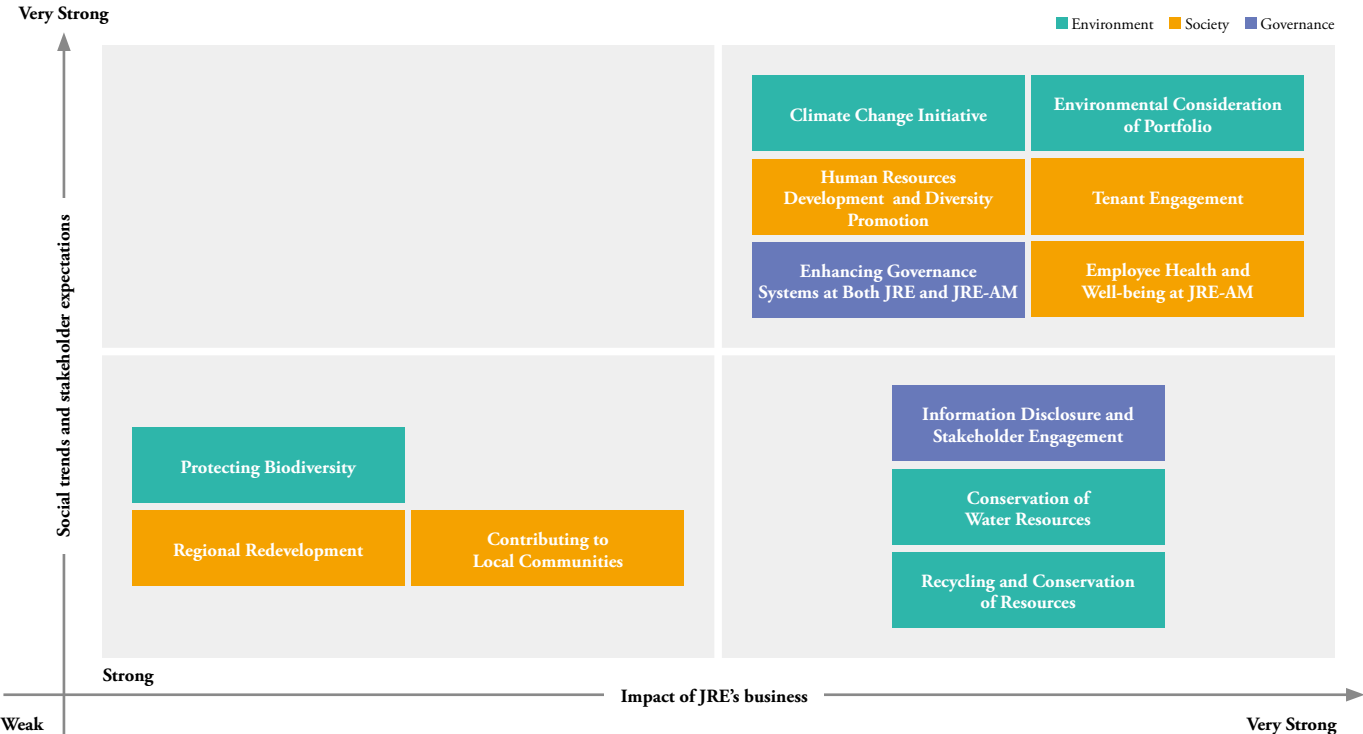 Very Strong
Environment
Society
Governance
Climate Change Initiative
Environmental Consideration
of Portfolio
Human Resources
Development and Diversity
Promotion
Tenant Engagement
Enhancing Governance
Systems at Both JRE and JRE-AM
Employee Health and
Well-being at JRE-AM
Social trends and stakeholder expectations
Information Disclosure and
Stakeholder Engagement
Protecting Biodiversity
Conservation of
Water Resources
Regional Redevelopment
Contributing to
Local Communities
Recycling and Conservation
of Resources
Strong
Impact of JRE’s business
Weak
Very Strong